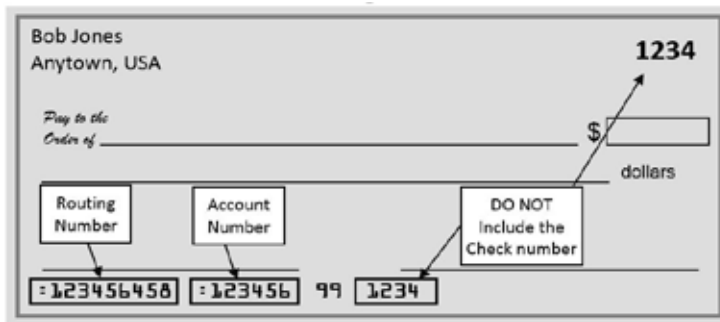 Bob Jones
1234
Anytown, USA
Pay to the
Order of
$
dollars
Routing
Number
Account
Number
DO NOT
Include the
Check number
:123456458 :123456 99 1234